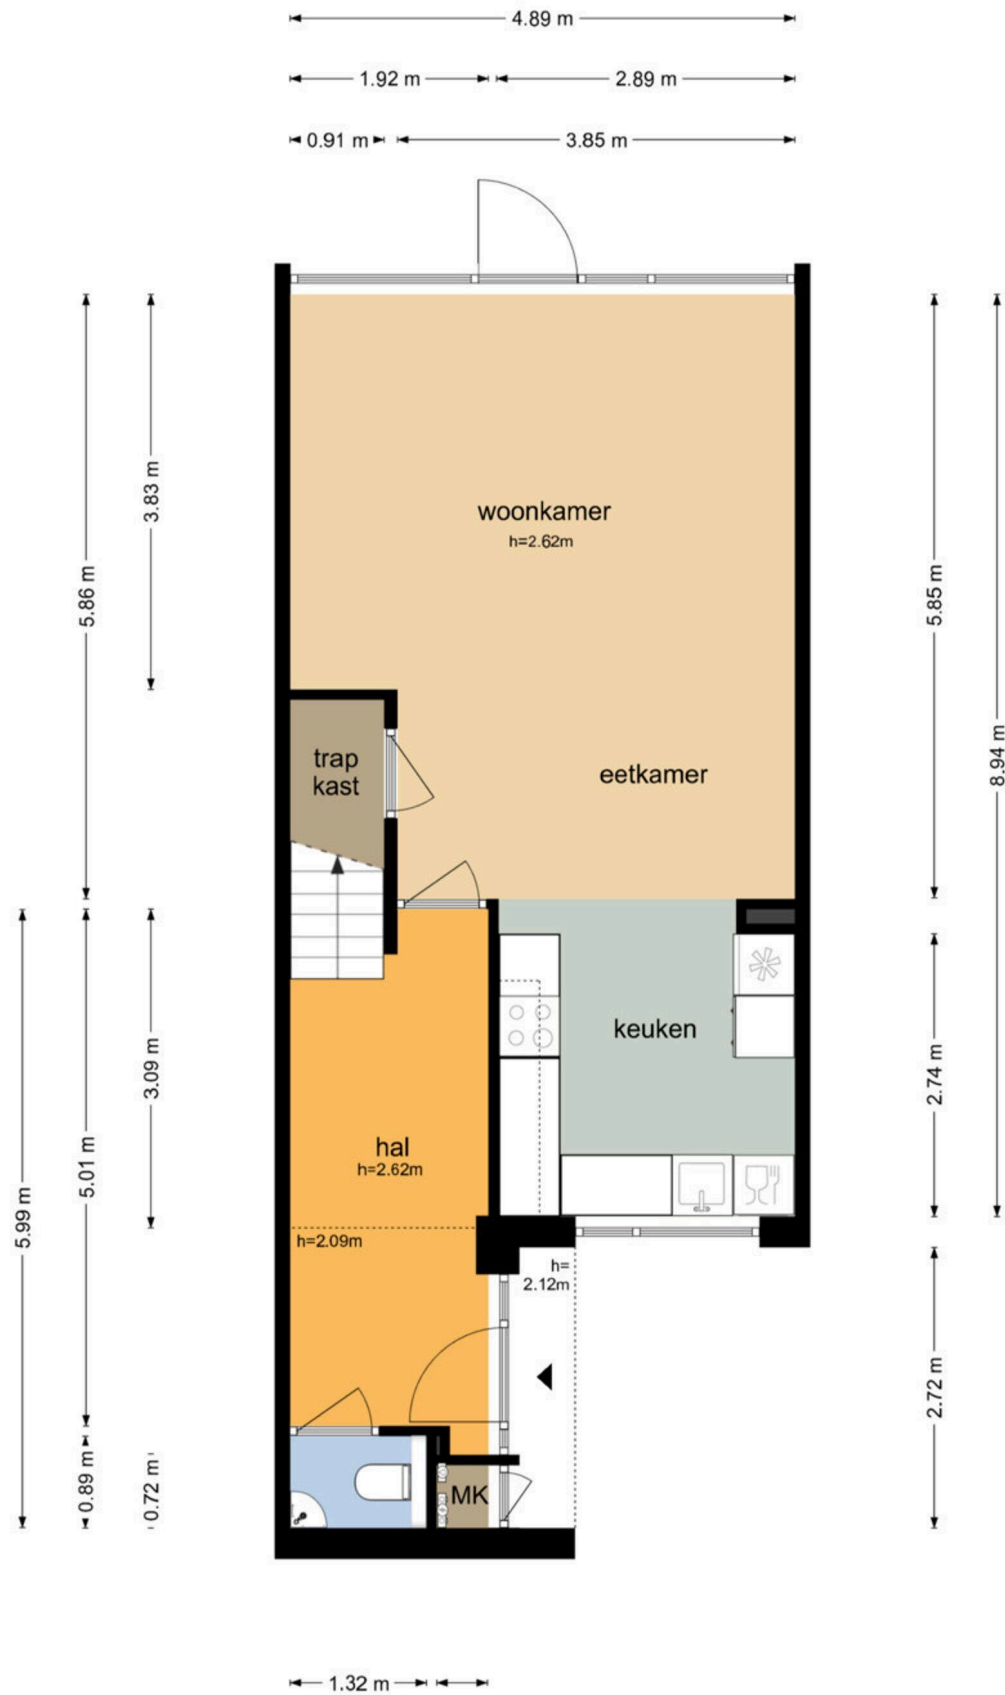 4.89 m
1.92 m
2.89 m
0.91 m
3.85 m
3.83 m
5.86 m
5.85 m
8.94 m
woonkamer
h=2.62m
trap
kast
eetkamer
keuken
3.09 m
2.74 m
5.01 m
5.99 m
hal
h=2.62m
h=2.09m
h=
2.12m
2.72 m
0.89 m
0.72 m
MK
1.32 m